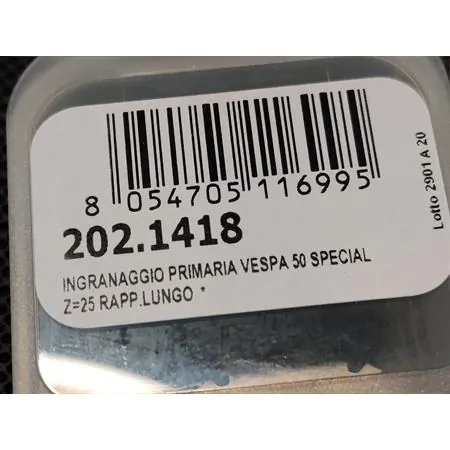 8 054705 116995
202.1418
INGRANAGGIO PRIMARIA VESPA 50 SPECIAL
Z=25 RAPP.LUNGO *
Lotto 2901 A 20